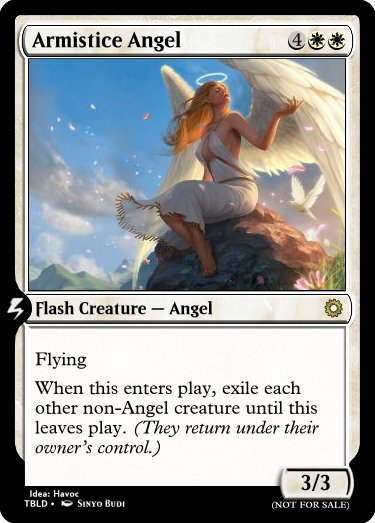 Armistice Angel 4
Flash Creature — Angel
Flying
When this enters play, exile each
other non-Angel creature until this
leaves play. (They return under their
owner's control.)
3/3
Idea: Havoc
TBLD • Sinyo Budi
(NOT FOR SALE)